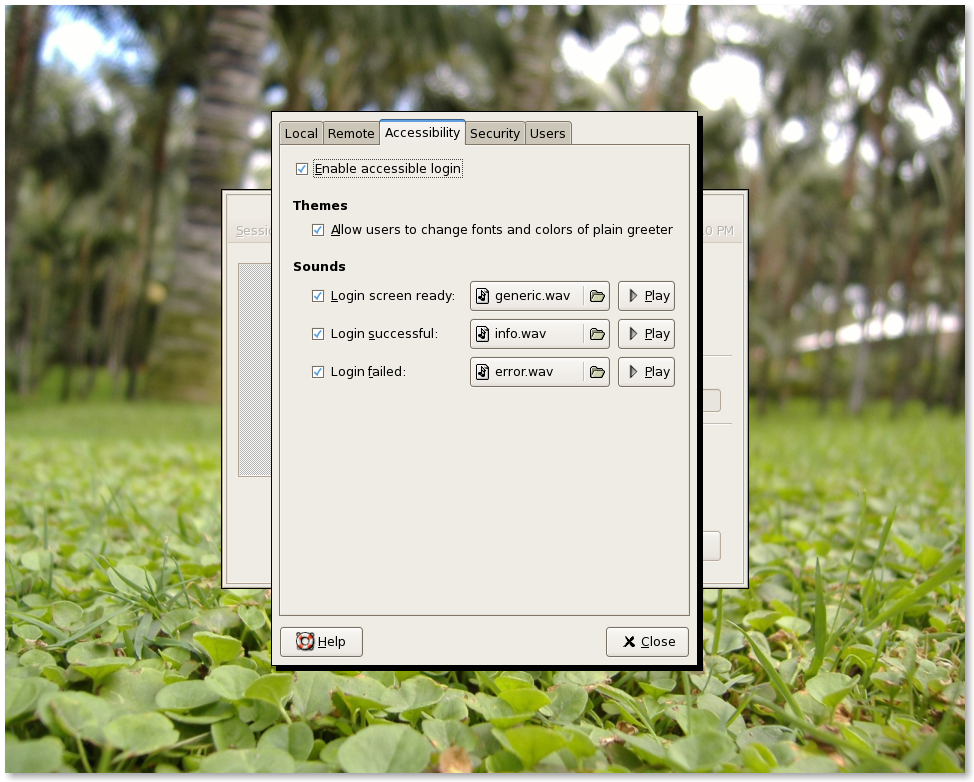 Local Remote Accessibility Security Users
Enable accessible login
Themes
Allow users to change fonts and colors of plain greeter
Sessi
0 PM
Sounds
Login screen ready: generic.wav Play
Login successful: info.wav Play
Login failed: error.wav Play
Help Close